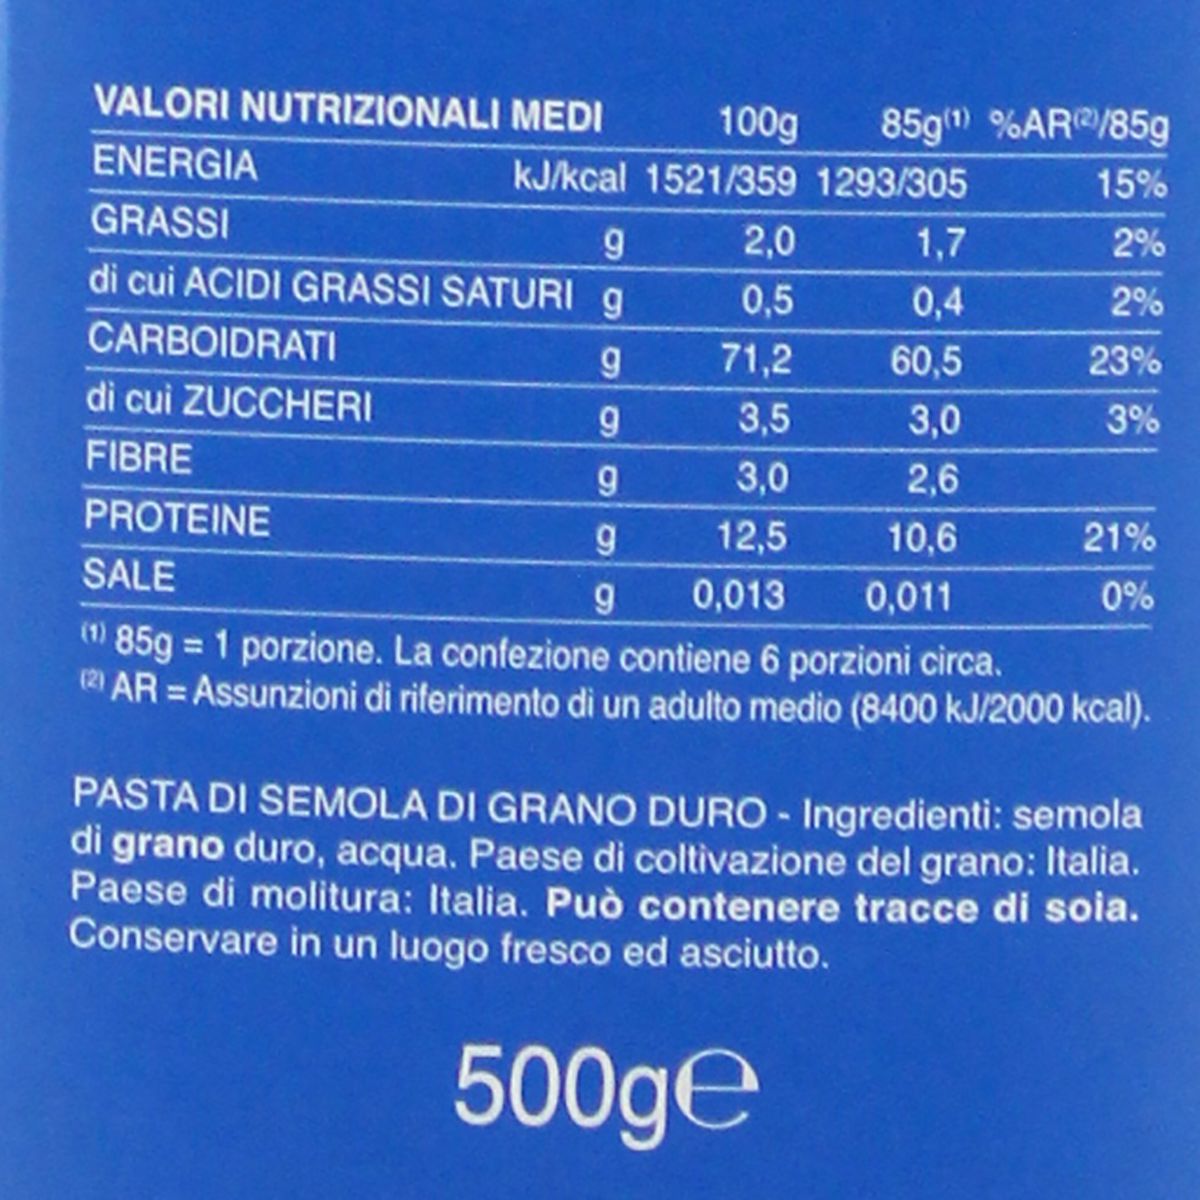 VALORI NUTRIZIONALI MEDI 100g 85g(1) %AR(2)/85g
ENERGIA kJ/kcal 1521/359 1293/305 15%
GRASSI g 2,0 1,7 2%
di cui ACIDI GRASSI SATURI g 0,5 0,4 2%
CARBOIDRATI g 71,2 60,5 23%
di cui ZUCCHERI g 3,5 3,0 3%
FIBRE g 3,0 2,6
PROTEINE g 12,5 10,6 21%
SALE g 0,013 0,011 0%
(1) 85g = 1 porzione. La confezione contiene 6 porzioni circa.
(2) AR = Assunzioni di riferimento di un adulto medio (8400 kJ/2000 kcal).
PASTA DI SEMOLA DI GRANO DURO - Ingredienti: semola
di grano duro, acqua. Paese di coltivazione del grano: Italia.
Paese di molitura: Italia. Può contenere tracce di soia.
Conservare in un luogo fresco ed asciutto.
500g℮